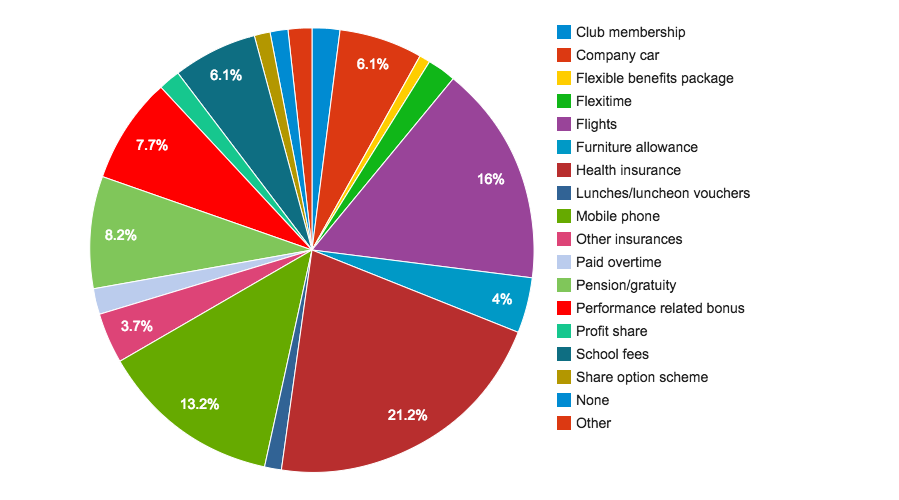 6.1%
6.1%
7.7%
16%
8.2%
4%
3.7%
13.2%
21.2%
Club membership
Company car
Flexible benefits package
Flexitime
Flights
Furniture allowance
Health insurance
Lunches/luncheon vouchers
Mobile phone
Other insurances
Paid overtime
Pension/gratuity
Performance related bonus
Profit share
School fees
Share option scheme
None
Other